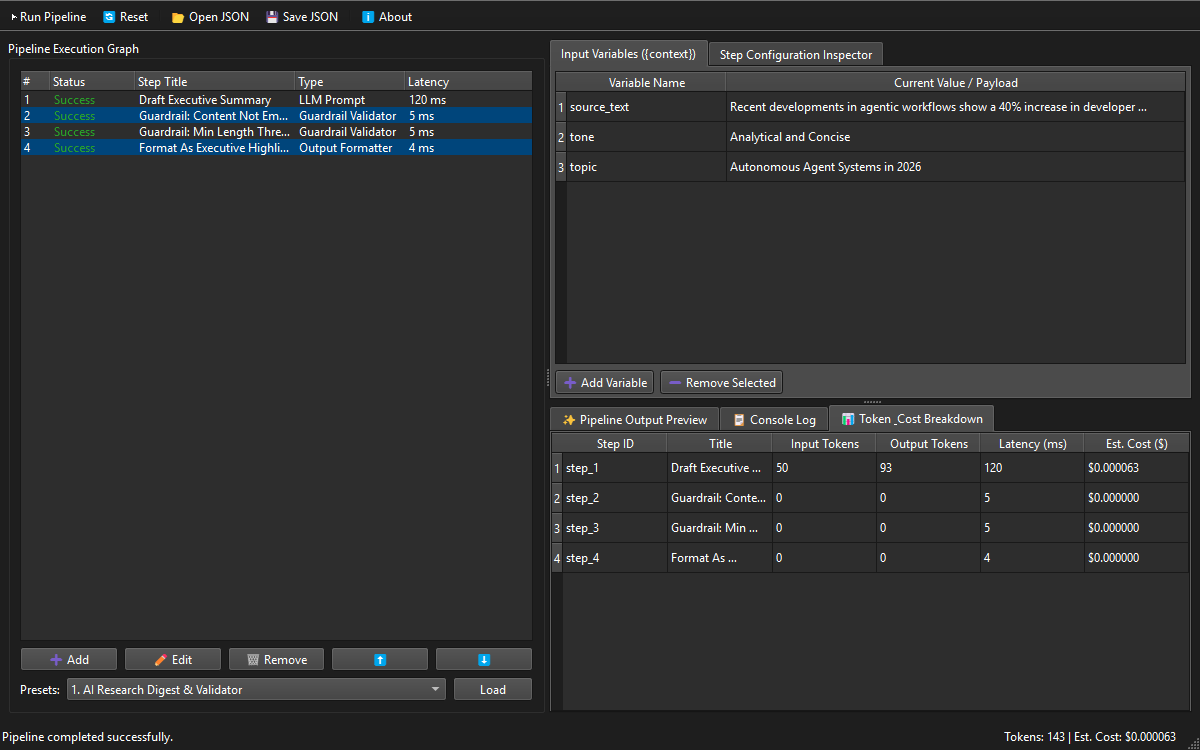 Run Pipeline Reset Open JSON Save JSON About
Pipeline Execution Graph
# Status Step Title Type Latency
1 Success Draft Executive Summary LLM Prompt 120 ms
2 Success Guardrail: Content Not Em... Guardrail Validator 5 ms
3 Success Guardrail: Min Length Thre... Guardrail Validator 5 ms
4 Success Format As Executive Highli... Output Formatter 4 ms
Add Edit Remove
Presets: 1. AI Research Digest & Validator Load
Input Variables ({context}) Step Configuration Inspector
Variable Name Current Value / Payload
1 source_text Recent developments in agentic workflows show a 40% increase in developer ...
2 tone Analytical and Concise
3 topic Autonomous Agent Systems in 2026
Add Variable Remove Selected
Pipeline Output Preview Console Log Token _Cost Breakdown
Step ID Title Input Tokens Output Tokens Latency (ms) Est. Cost ($)
1 step_1 Draft Executive ... 50 93 120 $0.000063
2 step_2 Guardrail: Conte... 0 0 5 $0.000000
3 step_3 Guardrail: Min ... 0 0 5 $0.000000
4 step_4 Format As ... 0 0 4 $0.000000
Pipeline completed successfully. Tokens: 143 | Est. Cost: $0.000063